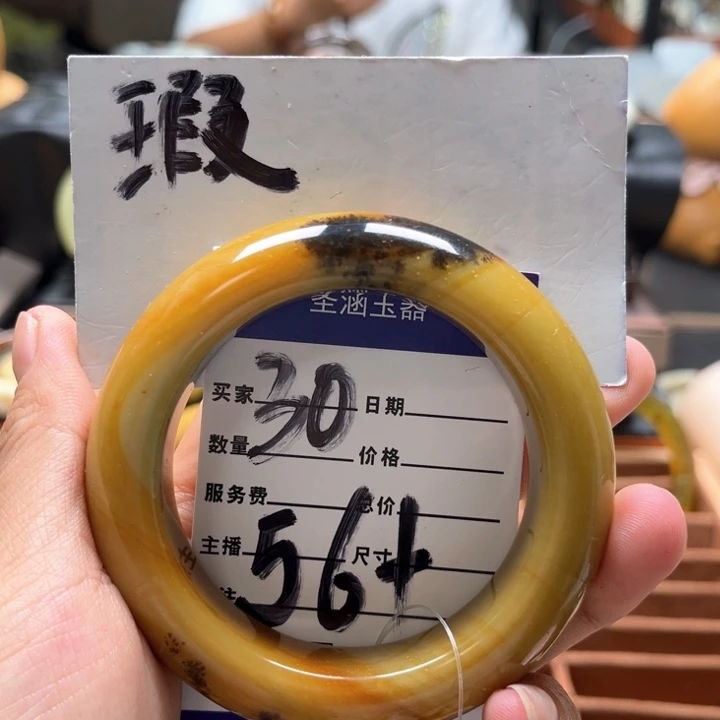 瑕
圣涵玉器
买家 30 日期
数量 价格
服务费 总价
主播 尺寸
56+